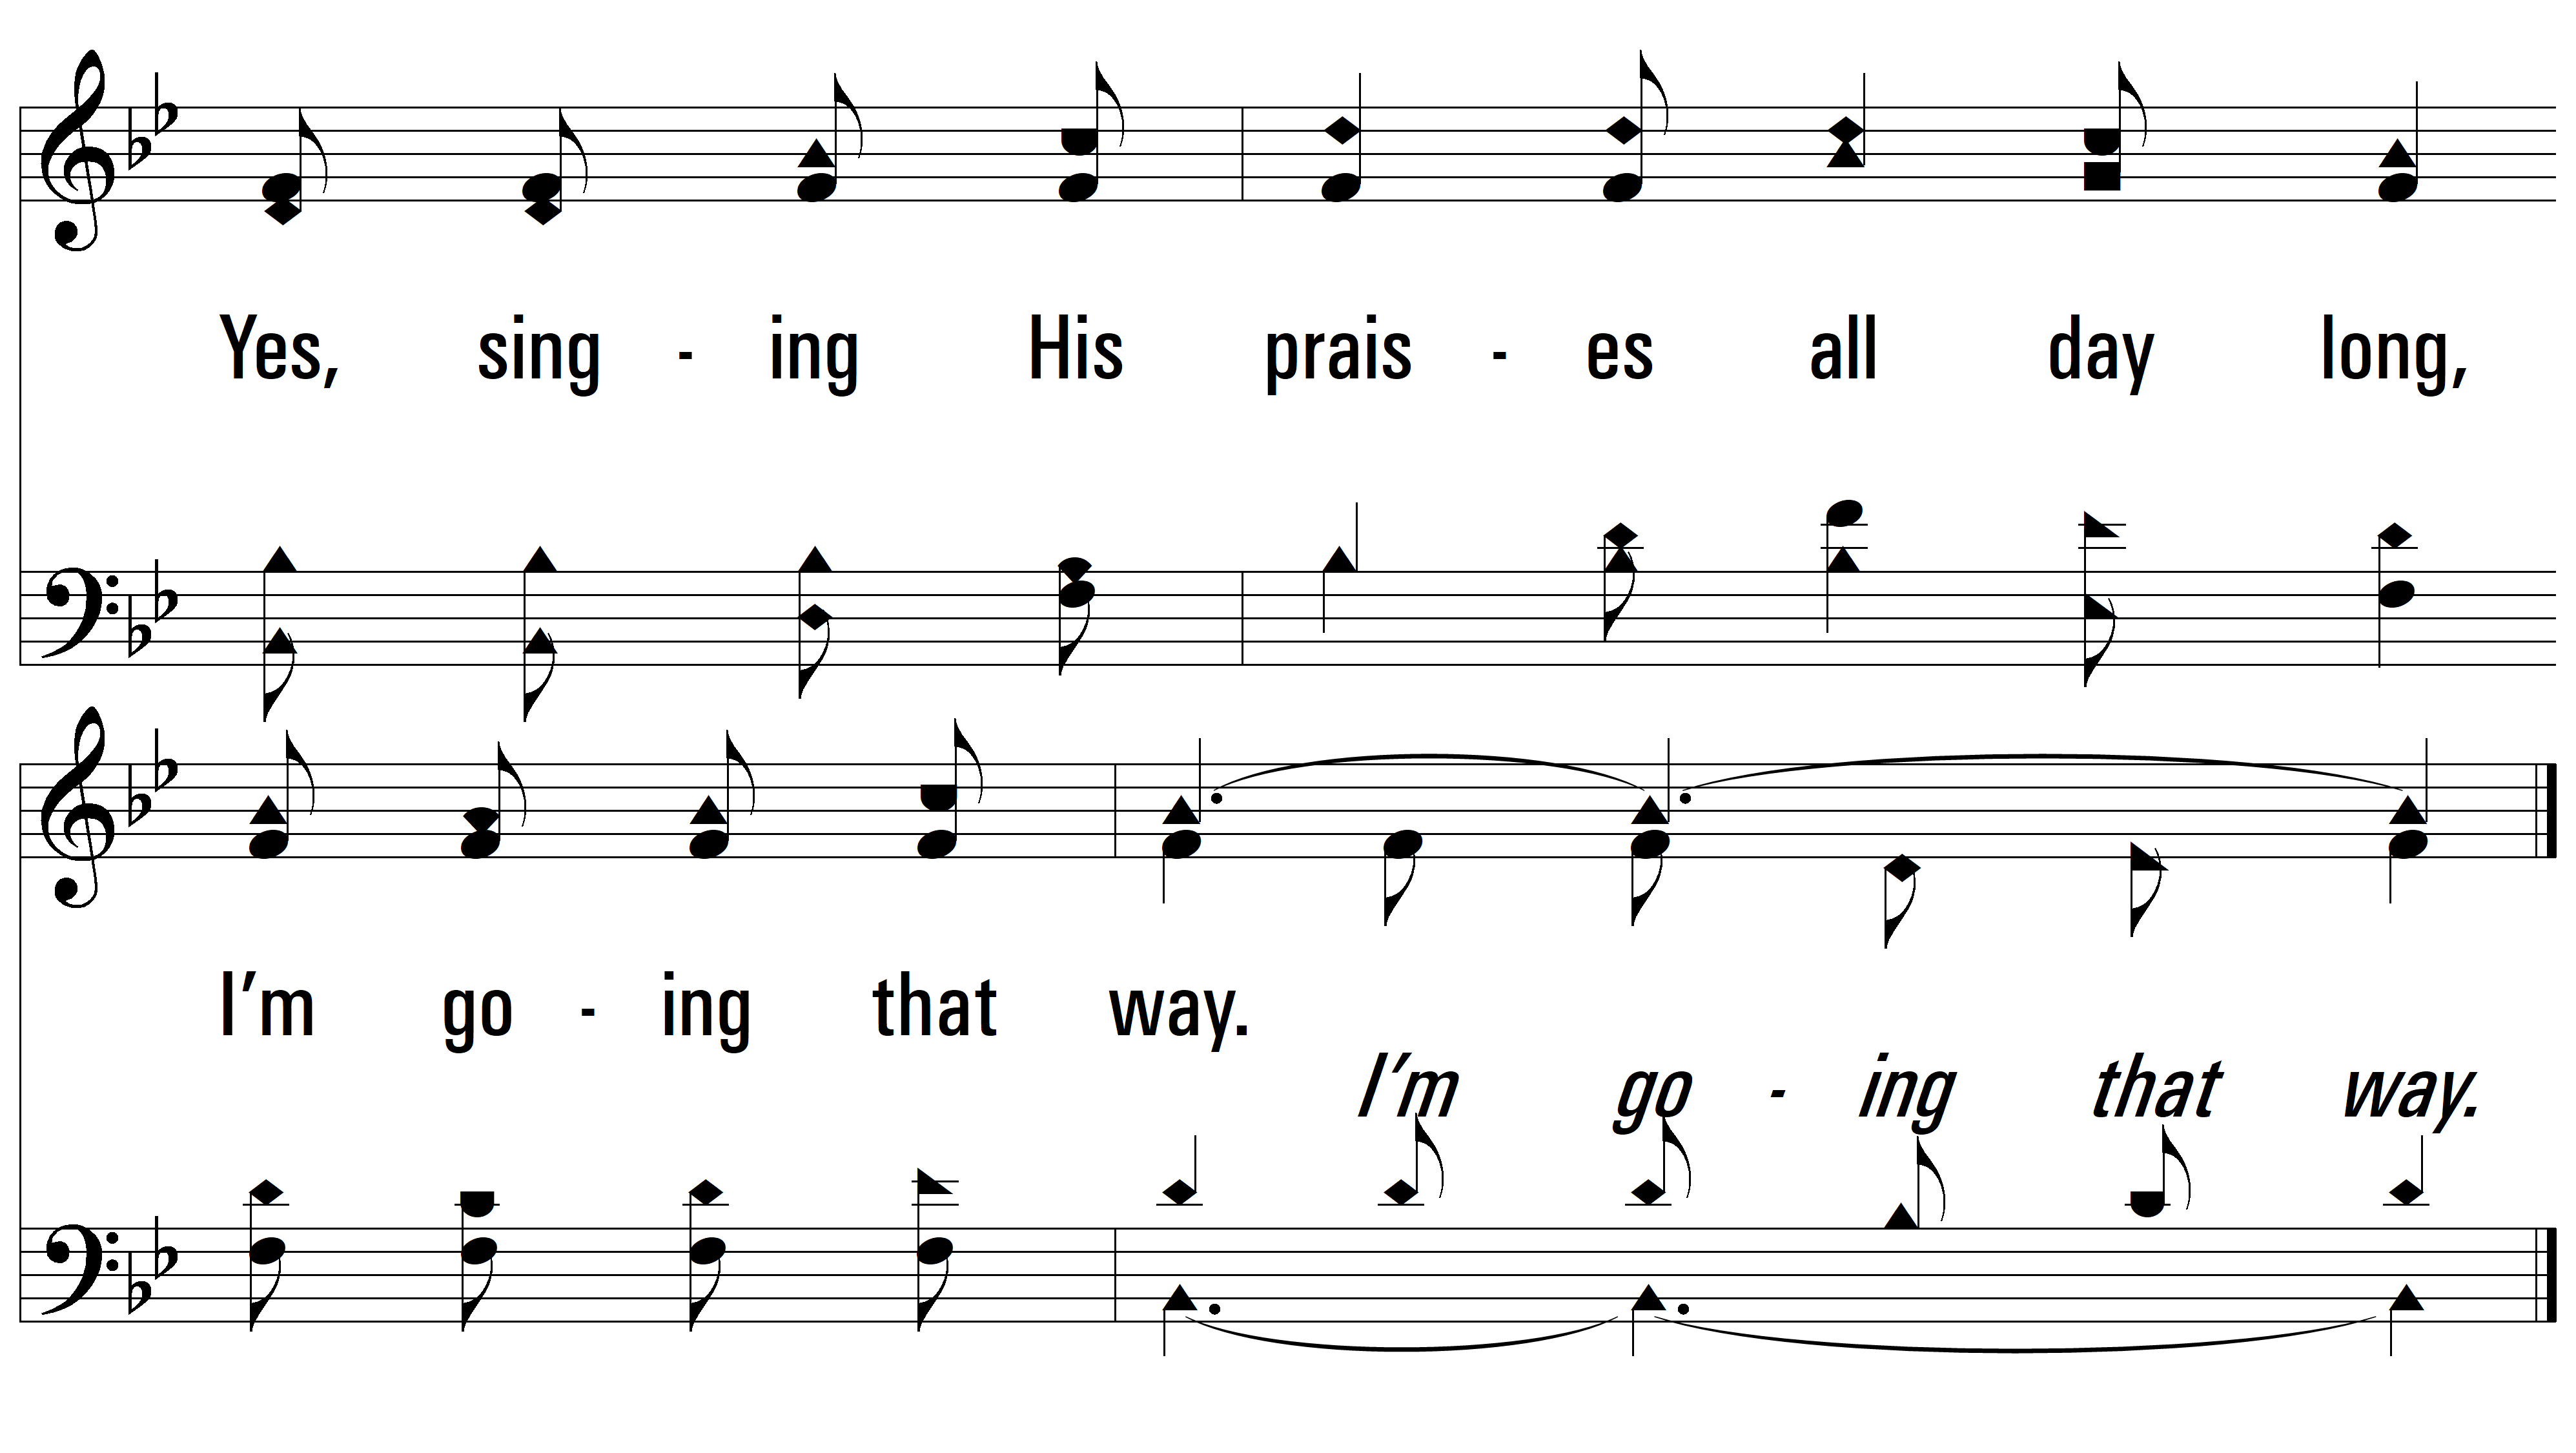 Yes, sing - ing His prais - es all day long,
I’m go - ing that way.
I’m go - ing that way.